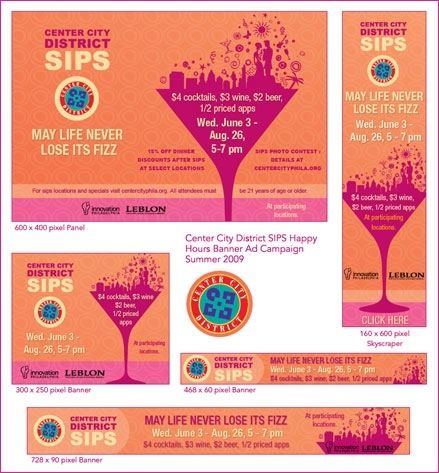 CENTER CITY
DISTRICT
SIPS
CENTER CITY
DISTRICT
MAY LIFE NEVER
LOSE ITS FIZZ
$4 cocktails, $3 wine, $2 beer,
1/2 priced apps
Wed. June 3 -
Aug. 26,
5-7 pm
15% OFF DINNER
DISCOUNTS AFTER SIPS
AT SELECT LOCATIONS
SIPS PHOTO CONTEST:
DETAILS AT
CENTERCITYPHILA.ORG
For sips locations and specials visit centercityphila.org. All attendees must be 21 years of age or older.
innovation
PHILADELPHIA
LEBLON
At participating
locations.
600 x 400 pixel Panel
CENTER CITY
DISTRICT
SIPS
CENTER CITY
DISTRICT
MAY LIFE NEVER
LOSE ITS FIZZ
Wed. June 3 -
Aug. 26, 5-7 pm
$4 cocktails, $3 wine, $2
beer, 1/2 priced apps
At participating
locations.
innovation
PHILADELPHIA
LEBLON
CLICK HERE
160 x 600 pixel
Skyscraper
Center City District SIPS Happy
Hours Banner Ad Campaign
Summer 2009
CENTER CITY
DISTRICT
CENTER CITY
DISTRICT
SIPS
$4 cocktails, $3 wine
$2 beer,
1/2 priced
apps
Wed. June 3 -
Aug. 26, 5-7 pm
At participating
locations.
innovation
PHILADELPHIA
LEBLON
300 x 250 pixel Banner
CENTER CITY
DISTRICT
SIPS
MAY LIFE NEVER LOSE ITS FIZZ
Wed. June 3 - Aug. 26, 5 - 7 pm
$4 cocktails, $3 wine, $2 beer, 1/2 priced apps
468 x 60 pixel Banner
CENTER CITY
DISTRICT
SIPS
MAY LIFE NEVER LOSE ITS FIZZ
Wed. June 3 - Aug. 26, 5 - 7 pm
$4 cocktails, $3 wine, $2 beer, 1/2 priced apps
At participating
locations.
innovation
LEBLON
728 x 90 pixel Banner